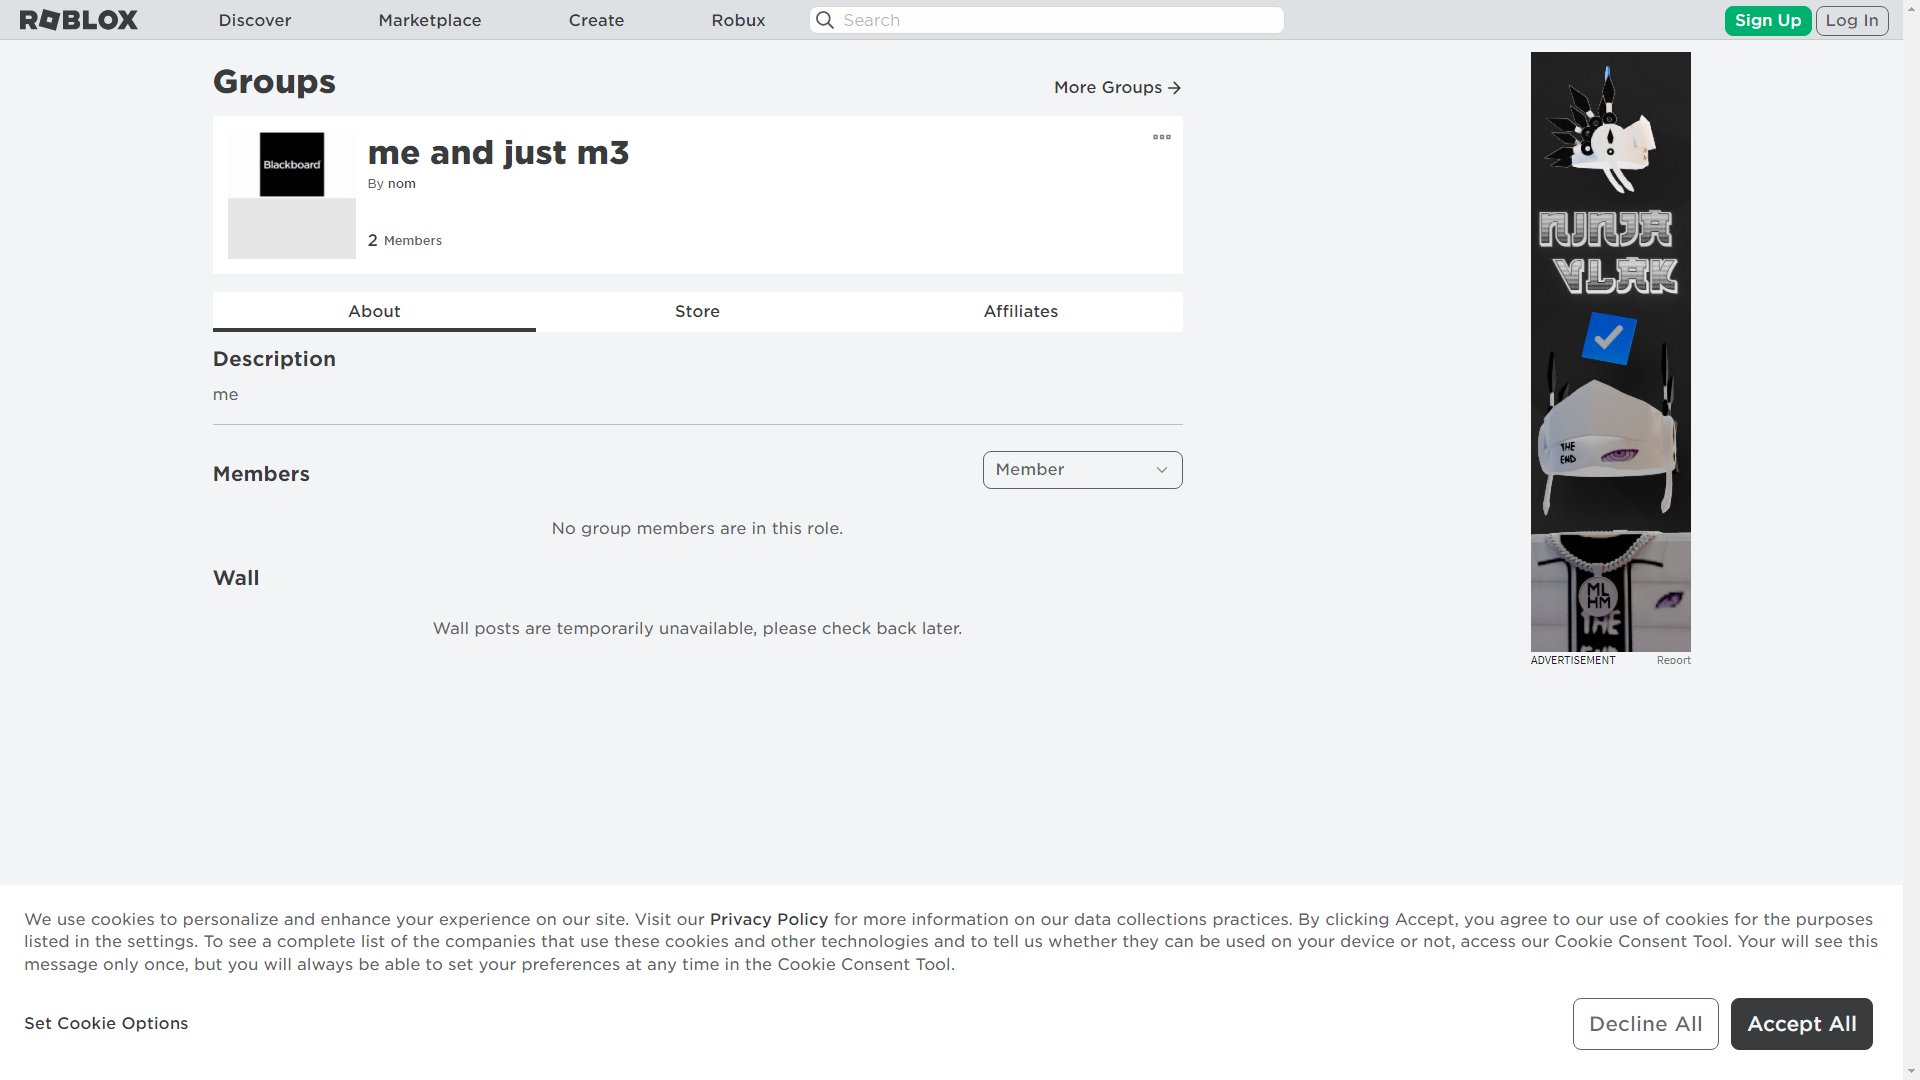 ROBLOX
Discover
Marketplace
Create
Robux
Search
Sign Up
Log In
Groups
More Groups
Blackboard
me and just m3
By nom
2 Members
About
Store
Affiliates
Description
me
Members
Member
No group members are in this role.
Wall
Wall posts are temporarily unavailable, please check back later.
NINJA
VLAK
THE
END
ML
HM
THE
ADVERTISEMENT
Report
We use cookies to personalize and enhance your experience on our site. Visit our Privacy Policy for more information on our data collections practices. By clicking Accept, you agree to our use of cookies for the purposes
listed in the settings. To see a complete list of the companies that use these cookies and other technologies and to tell us whether they can be used on your device or not, access our Cookie Consent Tool. Your will see this
message only once, but you will always be able to set your preferences at any time in the Cookie Consent Tool.
Set Cookie Options
Decline All
Accept All